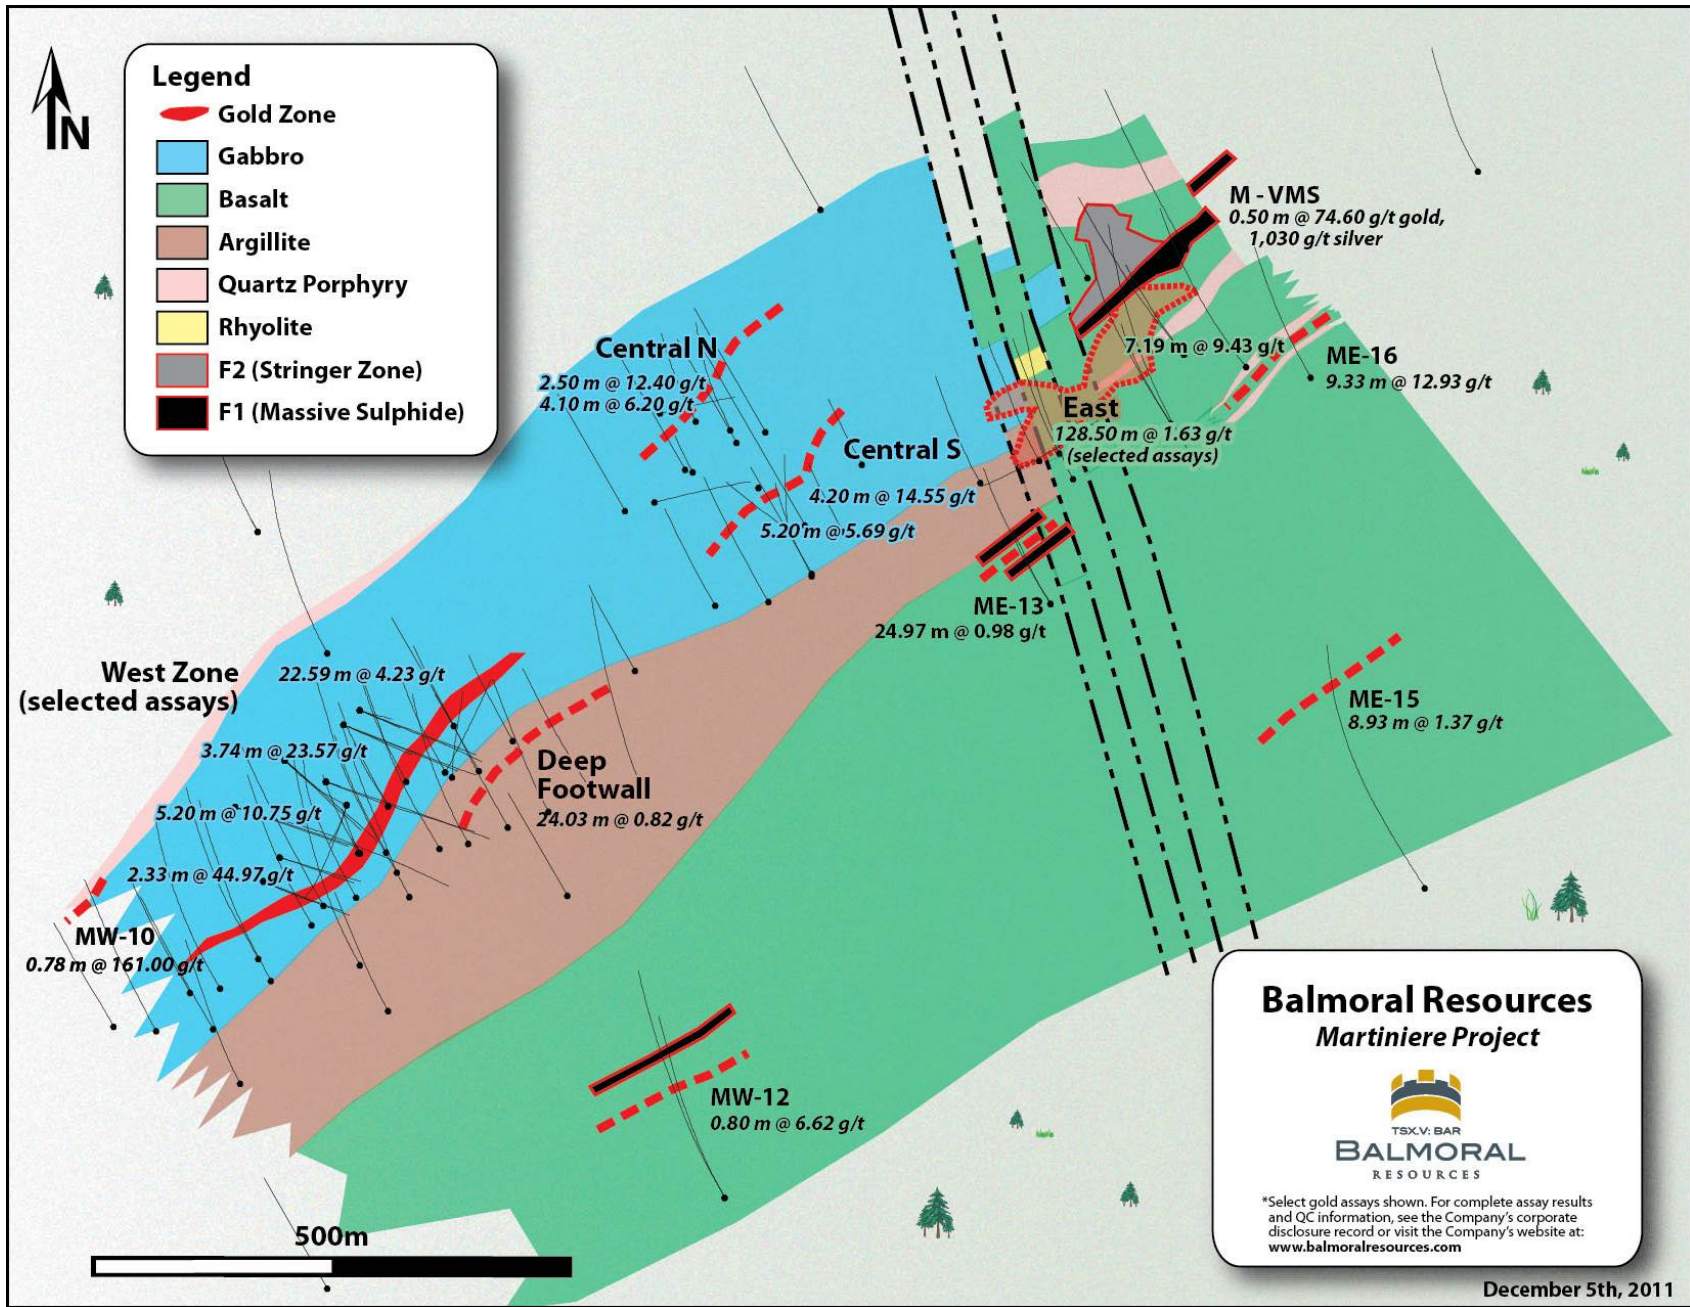 N
Legend
Gold Zone
Gabbro
Basalt
Argillite
Quartz Porphyry
Rhyolite
F2 (Stringer Zone)
F1 (Massive Sulphide)
M - VMS
0.50 m @ 74.60 g/t gold,
1,030 g/t silver
7.19 m @ 9.43 g/t
ME-16
9.33 m @ 12.93 g/t
Central N
2.50 m @ 12.40 g/t
4.10 m @ 6.20 g/t
East
128.50 m @ 1.63 g/t
(selected assays)
Central S
4.20 m @ 14.55 g/t
5.20 m @ 5.69 g/t
ME-13
24.97 m @ 0.98 g/t
West Zone
(selected assays)
22.59 m @ 4.23 g/t
3.74 m @ 23.57 g/t
5.20 m @ 10.75 g/t
2.33 m @ 44.97 g/t
Deep
Footwall
24.03 m @ 0.82 g/t
ME-15
8.93 m @ 1.37 g/t
MW-10
0.78 m @ 161.00 g/t
MW-12
0.80 m @ 6.62 g/t
500m
Balmoral Resources
Martiniere Project
TSX.V: BAR
BALMORAL
RESOURCES
*Select gold assays shown. For complete assay results
and QC information, see the Company's corporate
disclosure record or visit the Company's website at:
www.balmoralresources.com
December 5th, 2011